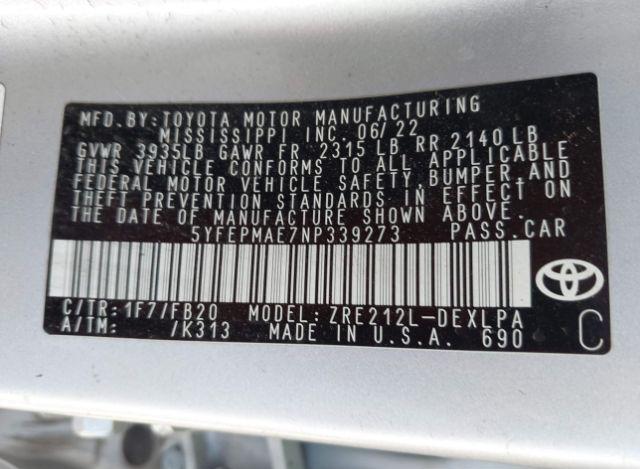 MFD.BY:TOYOTA MOTOR MANUFACTURING
MISSISSIPPI INC. 06/22
GVWR 3935LB GAWR FR 2315 LB RR 2140 LB
THIS VEHICLE CONFORMS TO ALL APPLICABLE
FEDERAL MOTOR VEHICLE SAFETY, BUMPER, AND
THEFT PREVENTION STANDARDS IN EFFECT ON
THE DATE OF MANUFACTURE SHOWN ABOVE.
5YFEPMAE7NP339273 PASS.CAR
C/TR: 1F7/FB20 MODEL: ZRE212L-DEXLPA
A/TM: /K313 MADE IN U.S.A. 690
C